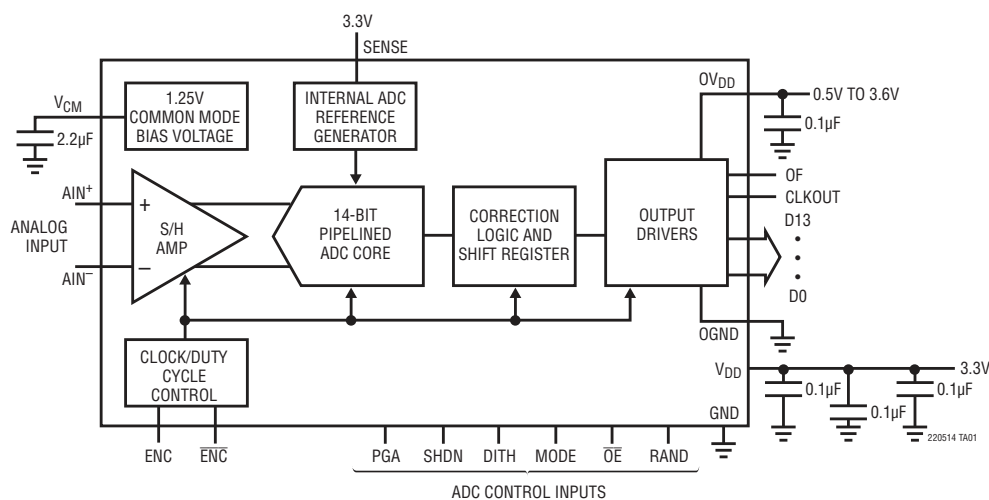 3.3V
SENSE
OVDD
0.5V TO 3.6V
0.1µF
VCM
2.2µF
1.25V
COMMON MODE
BIAS VOLTAGE
INTERNAL ADC
REFERENCE
GENERATOR
OF
CLKOUT
D13
•
•
•
D0
AIN+
ANALOG
INPUT
AIN−
+
S/H
AMP
−
14-BIT
PIPELINED
ADC CORE
CORRECTION
LOGIC AND
SHIFT REGISTER
OUTPUT
DRIVERS
OGND
CLOCK/DUTY
CYCLE
CONTROL
VDD
3.3V
0.1µF
0.1µF
0.1µF
GND
220514 TA01
ENC
E̅N̅C̅
PGA
SHDN
DITH
MODE
O̅E̅
RAND
ADC CONTROL INPUTS